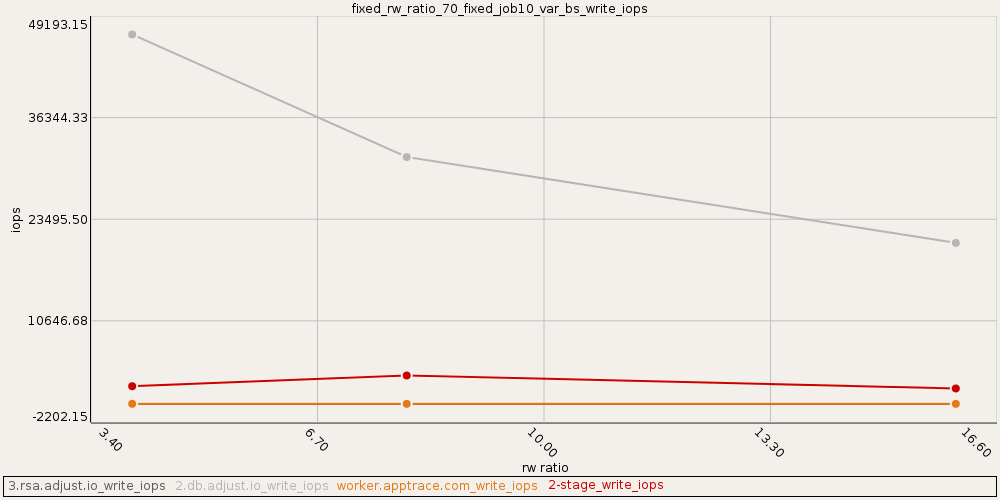 fixed_rw_ratio_70_fixed_job10_var_bs_write_iops
49193.15
36344.33
iops
23495.50
10646.68
-2202.15
3.40 6.70 10.00 13.30 16.60
rw ratio
3.rsa.adjust.io_write_iops 2.db.adjust.io_write_iops worker.apptrace.com_write_iops 2-stage_write_iops